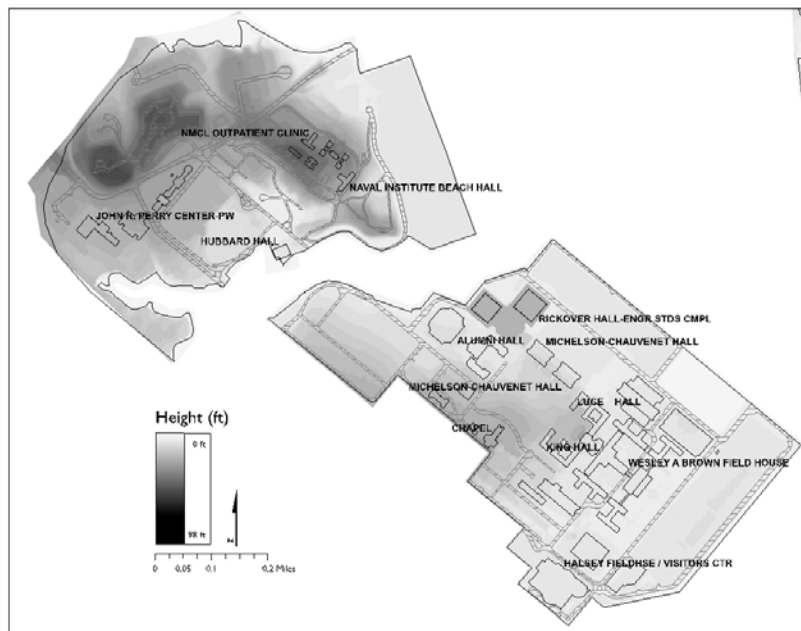 NMCL OUTPATIENT CLINIC
NAVAL INSTITUTE BEACH HALL
JOHN R. PERRY CENTER-PW
HUBBARD HALL
RICKOVER HALL-ENGR STDS CMPL
ALUMNI HALL
MICHELSON-CHAUVENET HALL
MICHELSON-CHAUVENET HALL
LUCE HALL
CHAPEL
KING HALL
WESLEY A BROWN FIELD HOUSE
HALSEY FIELDHSE / VISITORS CTR
Height (ft)
0 ft
98 ft
N
0 0.05 0.1 0.2 Miles